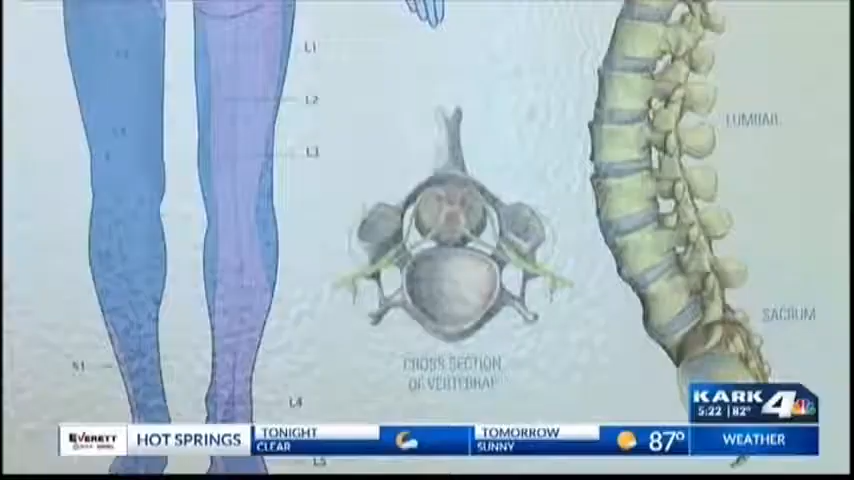 L1
L2
LUMBAR
L3
SACRUM
S1
CROSS SECTION
OF VERTEBRAE
L4
KARK 4
5:22 82°
EVERETT
HOT SPRINGS
TONIGHT
CLEAR
TOMORROW
SUNNY
87°
WEATHER
L5